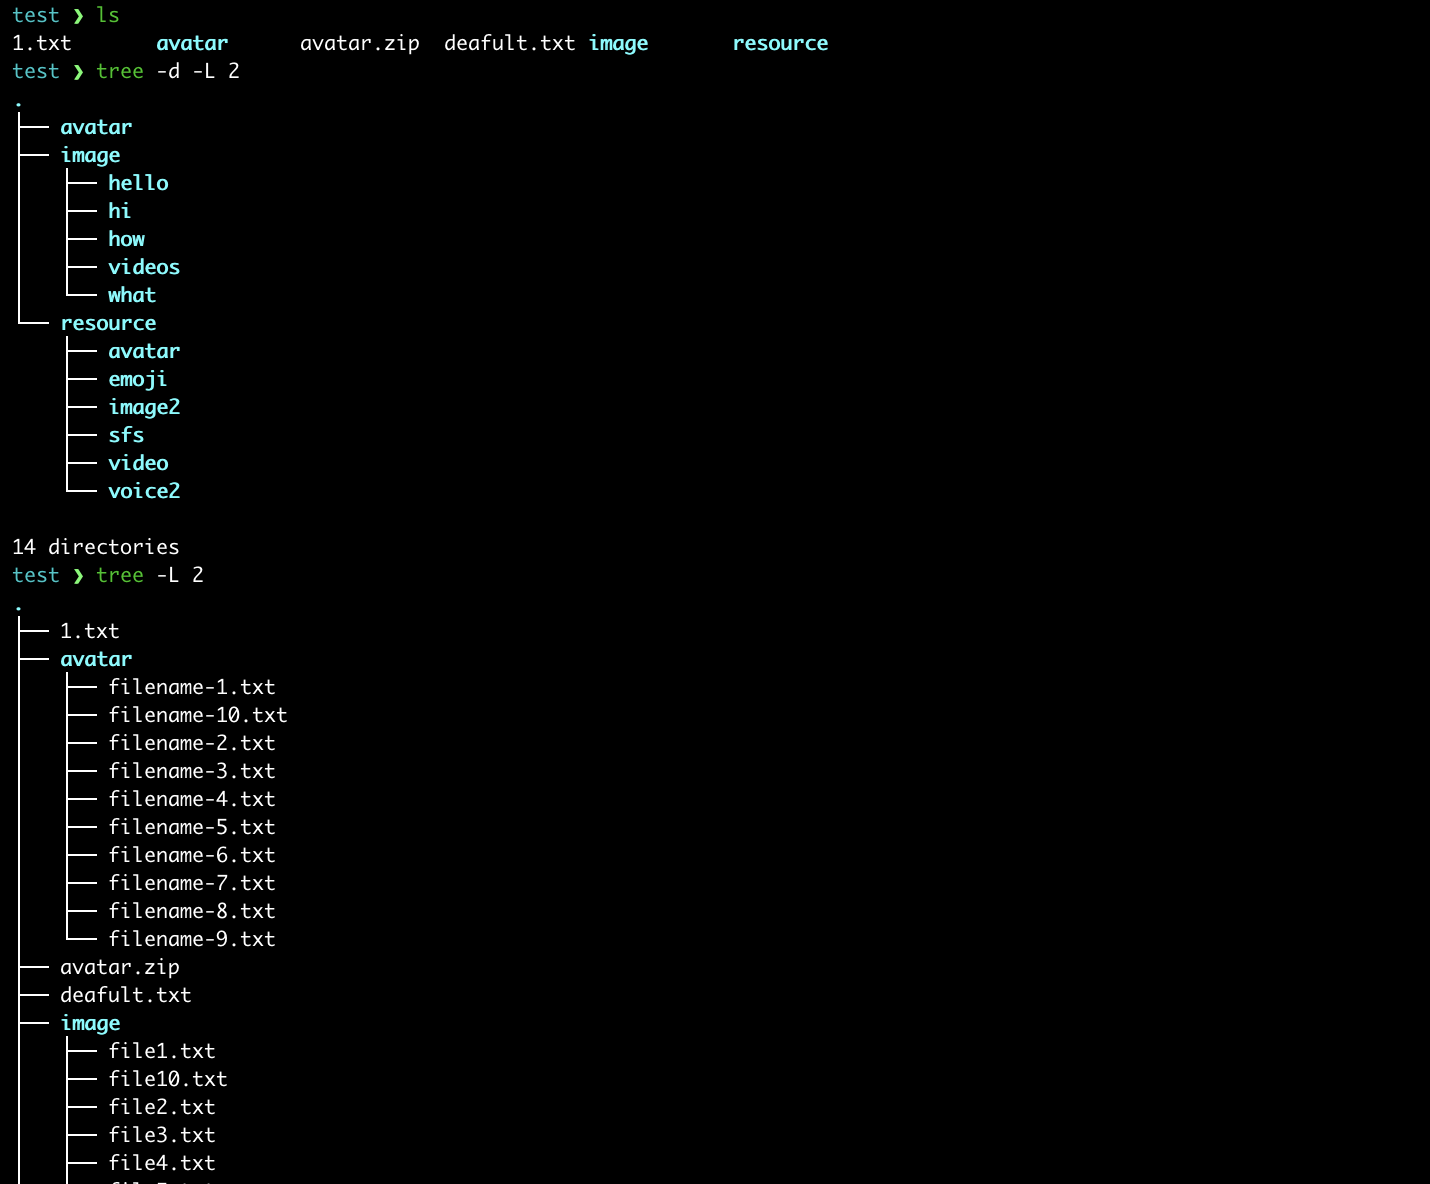 test ❯ ls
1.txt       avatar      avatar.zip  deafult.txt image       resource
test ❯ tree -d -L 2
.
├── avatar
├── image
│   ├── hello
│   ├── hi
│   ├── how
│   ├── videos
│   └── what
└── resource
    ├── avatar
    ├── emoji
    ├── image2
    ├── sfs
    ├── video
    └── voice2

14 directories
test ❯ tree -L 2
.
├── 1.txt
├── avatar
│   ├── filename-1.txt
│   ├── filename-10.txt
│   ├── filename-2.txt
│   ├── filename-3.txt
│   ├── filename-4.txt
│   ├── filename-5.txt
│   ├── filename-6.txt
│   ├── filename-7.txt
│   ├── filename-8.txt
│   └── filename-9.txt
├── avatar.zip
├── deafult.txt
├── image
│   ├── file1.txt
│   ├── file10.txt
│   ├── file2.txt
│   ├── file3.txt
│   ├── file4.txt